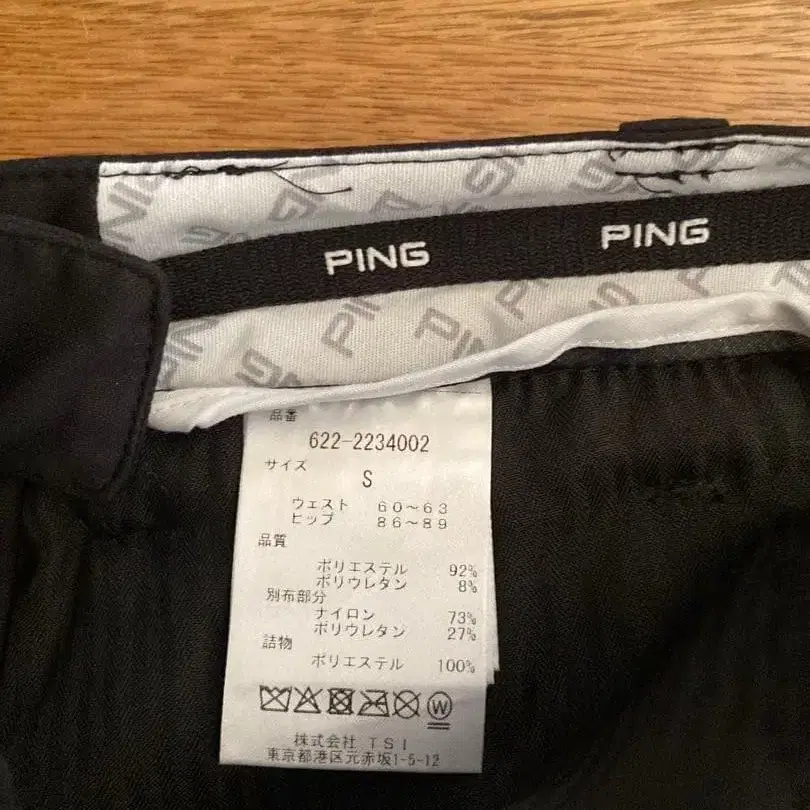 PING PING
品番
622-2234002
サイズ
S
ウェスト 60～63
ヒップ 86～89
品質
ポリエステル 92%
ポリウレタン 8%
別布部分
ナイロン 73%
ポリウレタン 27%
詰物
ポリエステル 100%
W
株式会社 TSI
東京都港区元赤坂1-5-12